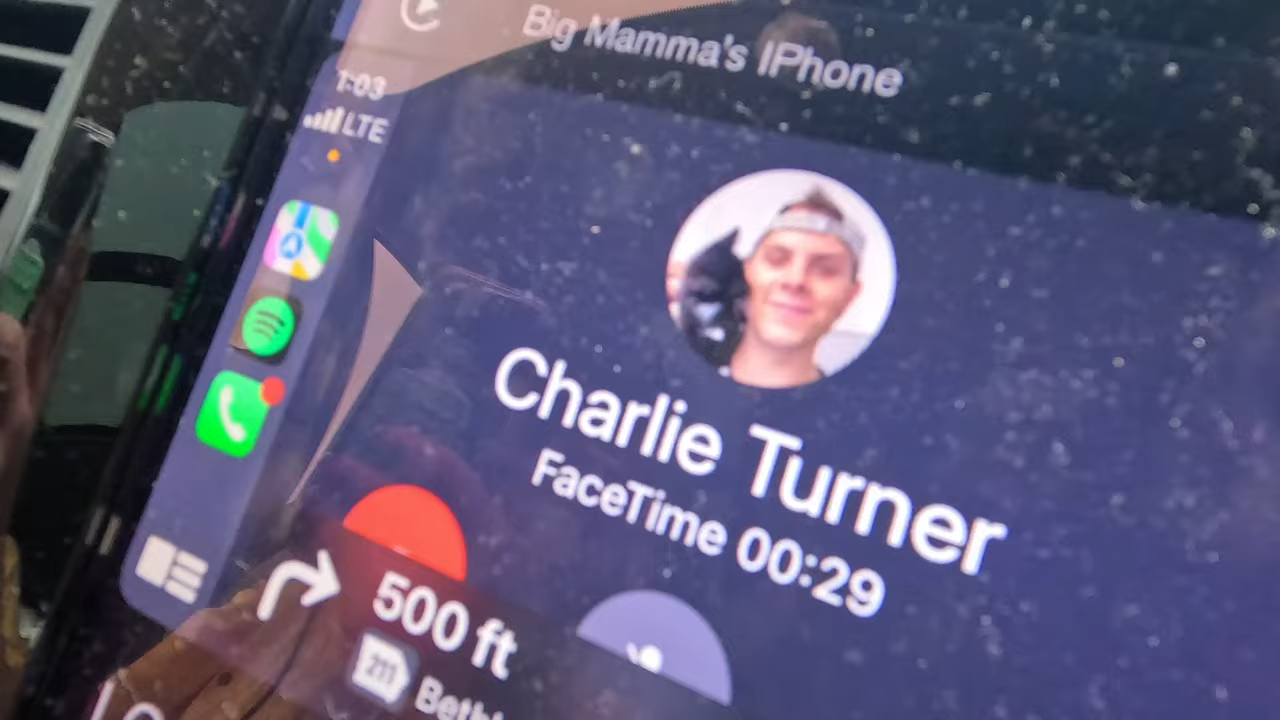 Big Mamma's IPhone
1:03
LTE
Charlie Turner
FaceTime 00:29
500 ft
211